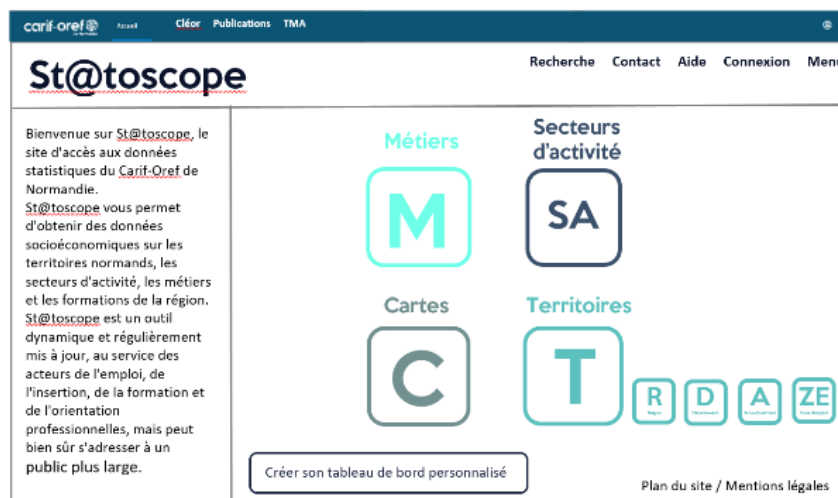 carif-oref Accueil Cléor Publications TMA
St@toscope
Recherche Contact Aide Connexion Menu
Bienvenue sur St@toscope, le
site d'accès aux données
statistiques du Carif-Oref de
Normandie.
St@toscope vous permet
d'obtenir des données
socioéconomiques sur les
territoires normands, les
secteurs d'activité, les métiers
et les formations de la région.
St@toscope est un outil
dynamique et régulièrement
mis à jour, au service des
acteurs de l'emploi, de
l'insertion, de la formation et
de l'orientation
professionnelles, mais peut
bien sûr s'adresser à un
public plus large.
Métiers
M
Secteurs
d'activité
SA
Cartes
C
Territoires
T
R
D
A
ZE
Créer son tableau de bord personnalisé
Plan du site / Mentions légales